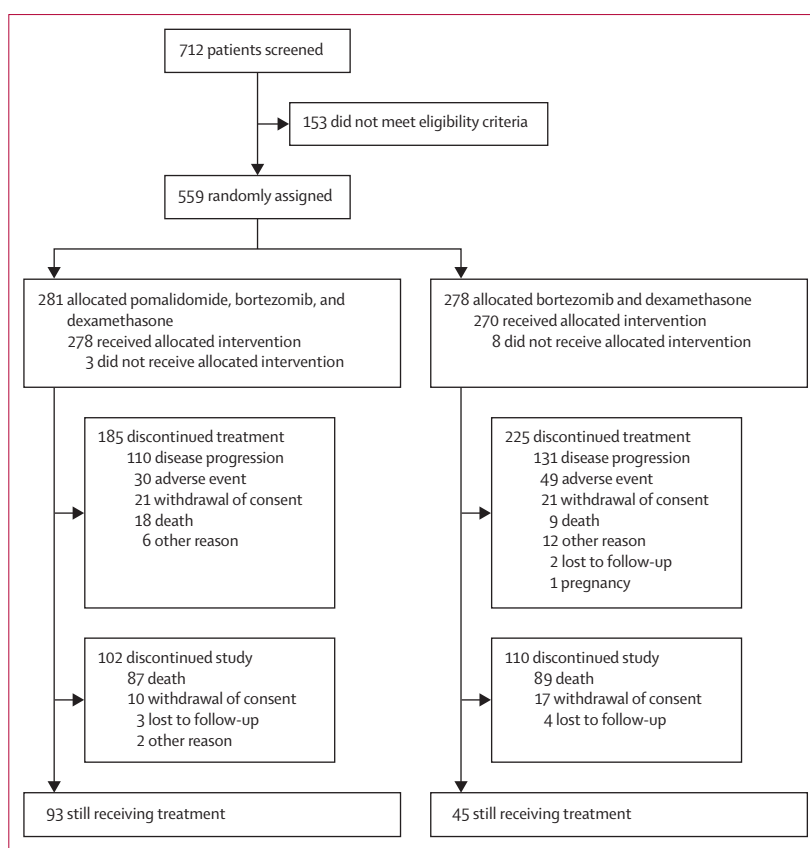 712 patients screened
153 did not meet eligibility criteria
559 randomly assigned
281 allocated pomalidomide, bortezomib, and
dexamethasone
278 received allocated intervention
3 did not receive allocated intervention
278 allocated bortezomib and dexamethasone
270 received allocated intervention
8 did not receive allocated intervention
185 discontinued treatment
110 disease progression
30 adverse event
21 withdrawal of consent
18 death
6 other reason
225 discontinued treatment
131 disease progression
49 adverse event
21 withdrawal of consent
9 death
12 other reason
2 lost to follow-up
1 pregnancy
102 discontinued study
87 death
10 withdrawal of consent
3 lost to follow-up
2 other reason
110 discontinued study
89 death
17 withdrawal of consent
4 lost to follow-up
93 still receiving treatment
45 still receiving treatment